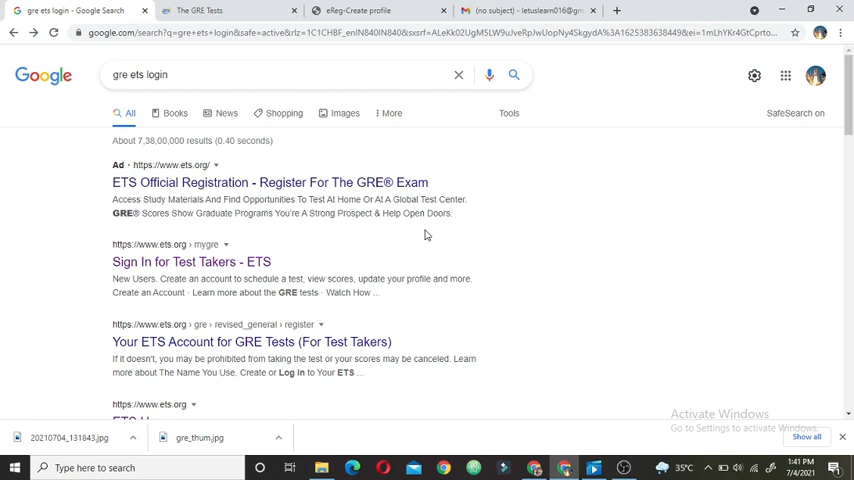 gre ets login - Google Search
The GRE Tests
eReg-Create profile
(no subject) - letuslearn016@gm
google.com/search?q=gre+ets+login&safe=active&rlz=1C1CHBF_enIN840IN840&sxsrf=ALeKk02UgM5LW9uJveRpJwUopNy4SkgydA%3A1625383638449&ei=1mLhYKr4GtCprto...
Google
gre ets login
All
Books
News
Shopping
Images
More
Tools
SafeSearch on
About 7,38,00,000 results (0.40 seconds)
Ad · https://www.ets.org/
ETS Official Registration - Register For The GRE® Exam
Access Study Materials And Find Opportunities To Test At Home Or At A Global Test Center.
GRE® Scores Show Graduate Programs You're A Strong Prospect & Help Open Doors.
https://www.ets.org › mygre
Sign In for Test Takers - ETS
New Users. Create an account to schedule a test, view scores, update your profile and more.
Create an Account · Learn more about the GRE tests · Watch How ...
https://www.ets.org › gre › revised_general › register
Your ETS Account for GRE Tests (For Test Takers)
If it doesn't, you may be prohibited from taking the test or your scores may be canceled. Learn
more about The Name You Use. Create or Log in to Your ETS ...
https://www.ets.org
Activate Windows
Go to Settings to activate Windows.
20210704_131843.jpg
gre_thum.jpg
Show all
Type here to search
35°C
1:41 PM
7/4/2021